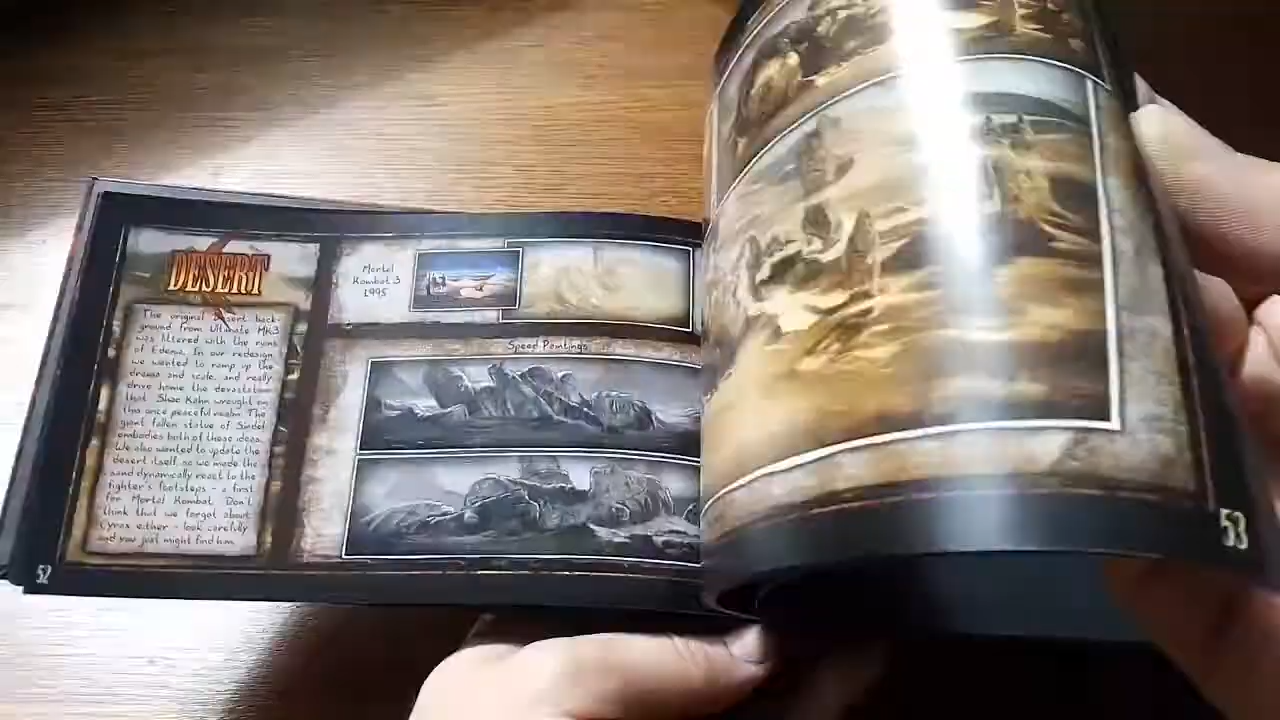 DESERT
The original Desert back-
ground from Ultimate MK3
was littered with the ruins
of Edenia. In our redesign
we wanted to ramp up the
drama and scale, and really
drive home the devastation
that Shao Kahn wrought on
this once peaceful realm. The
giant fallen statue of Sindel
embodies both of those ideas.
We also wanted to update the
desert itself, so we made the
sand dynamically react to the
fighter's footsteps - a first
for Mortal Kombat. Don't
think that we forgot about
Cyrax either - look carefully
and you just might find him.
Mortal
Kombat 3
1995
Speed Paintings
52
53